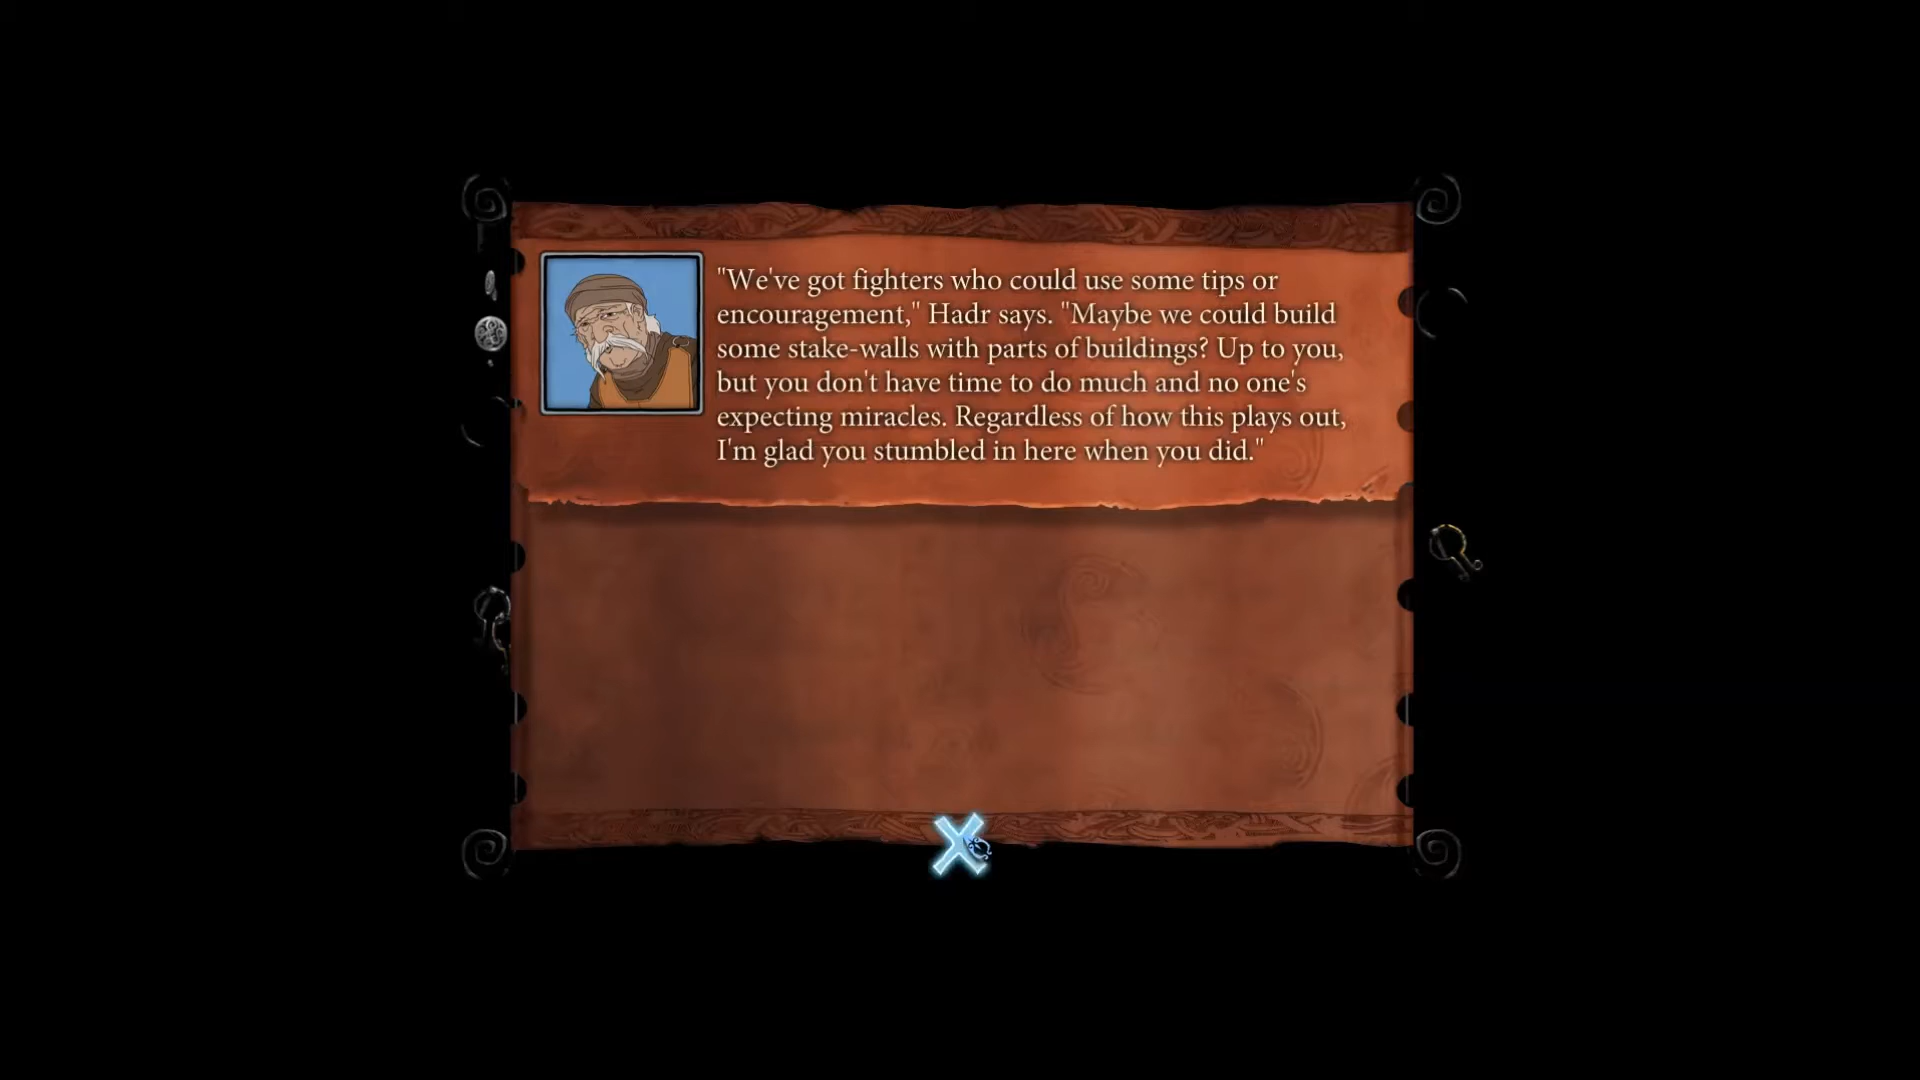 "We've got fighters who could use some tips or
encouragement," Hadr says. "Maybe we could build
some stake-walls with parts of buildings? Up to you,
but you don't have time to do much and no one's
expecting miracles. Regardless of how this plays out,
I'm glad you stumbled in here when you did."